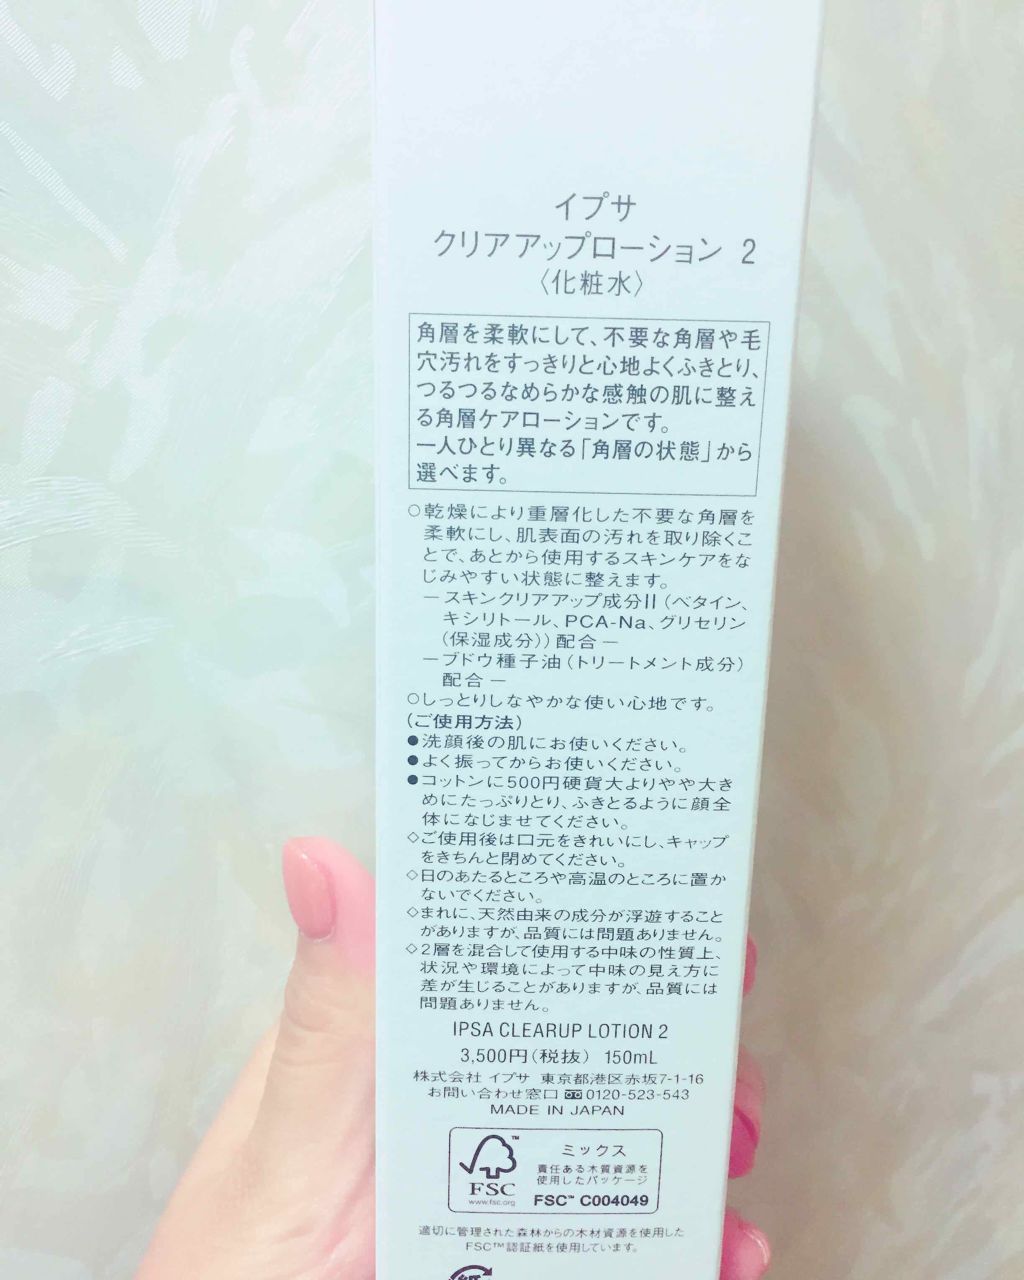 イプサ
クリアアップローション 2
〈化粧水〉
角層を柔軟にして、不要な角層や毛
穴汚れをすっきりと心地よくふきとり、
つるつるなめらかな感触の肌に整え
る角層ケアローションです。
一人ひとり異なる「角層の状態」から
選べます。
○乾燥により重層化した不要な角層を
柔軟にし、肌表面の汚れを取り除くこ
とで、あとから使用するスキンケアをな
じみやすい状態に整えます。
－スキンクリアアップ成分II（ベタイン、
キシリトール、PCA-Na、グリセリン
（保湿成分））配合－
－ブドウ種子油（トリートメント成分）
配合－
○しっとりしなやかな使い心地です。
（ご使用方法）
●洗顔後の肌にお使いください。
●よく振ってからお使いください。
●コットンに500円硬貨大よりやや大き
めにたっぷりとり、ふきとるように顔全
体になじませてください。
◇ご使用後は口元をきれいにし、キャップ
をきちんと閉めてください。
◇日のあたるところや高温のところに置か
ないでください。
◇まれに、天然由来の成分が浮遊すること
がありますが、品質には問題ありません。
◇2層を混合して使用する中味の性質上、
状況や環境によって中味の見え方に
差が生じることがありますが、品質には
問題ありません。
IPSA CLEARUP LOTION 2
3,500円（税抜） 150mL
株式会社 イプサ 東京都港区赤坂7-1-16
お問い合わせ窓口 0120-523-543
MADE IN JAPAN
FSC™
www.fsc.org
ミックス
責任ある木質資源を
使用したパッケージ
FSC™ C004049
適切に管理された森林からの木材資源を使用した
FSC™認証紙を使用しています。